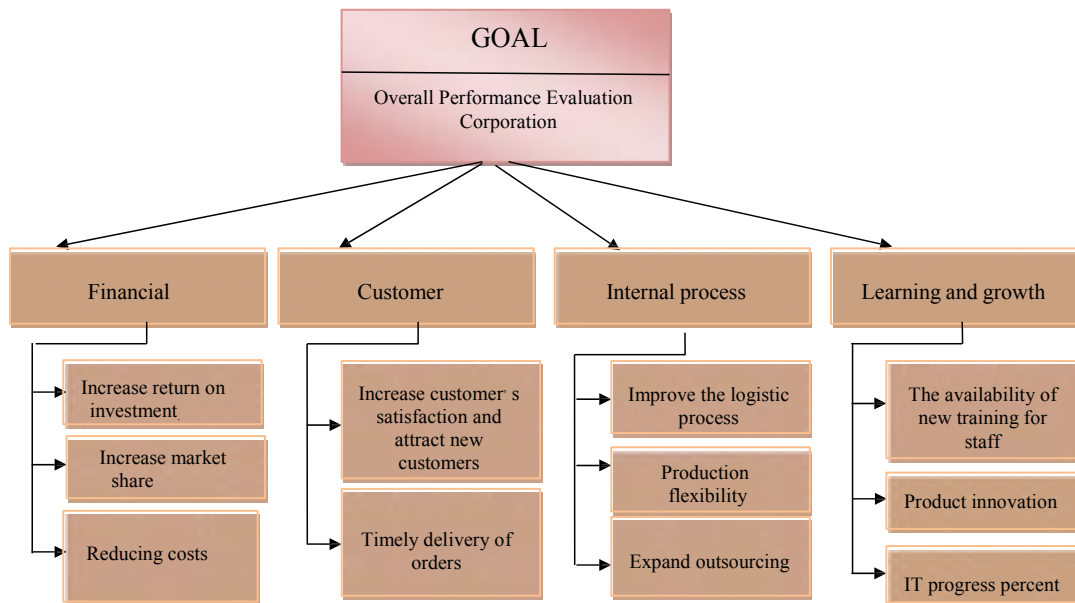 GOAL
Overall Performance Evaluation
Corporation
Financial
Customer
Internal process
Learning and growth
Increase return on
investment
Increase market
share
Reducing costs
Increase customer's
satisfaction and
attract new
customers
Timely delivery of
orders
Improve the logistic
process
Production
flexibility
Expand outsourcing
The availability of
new training for
staff
Product innovation
IT progress percent